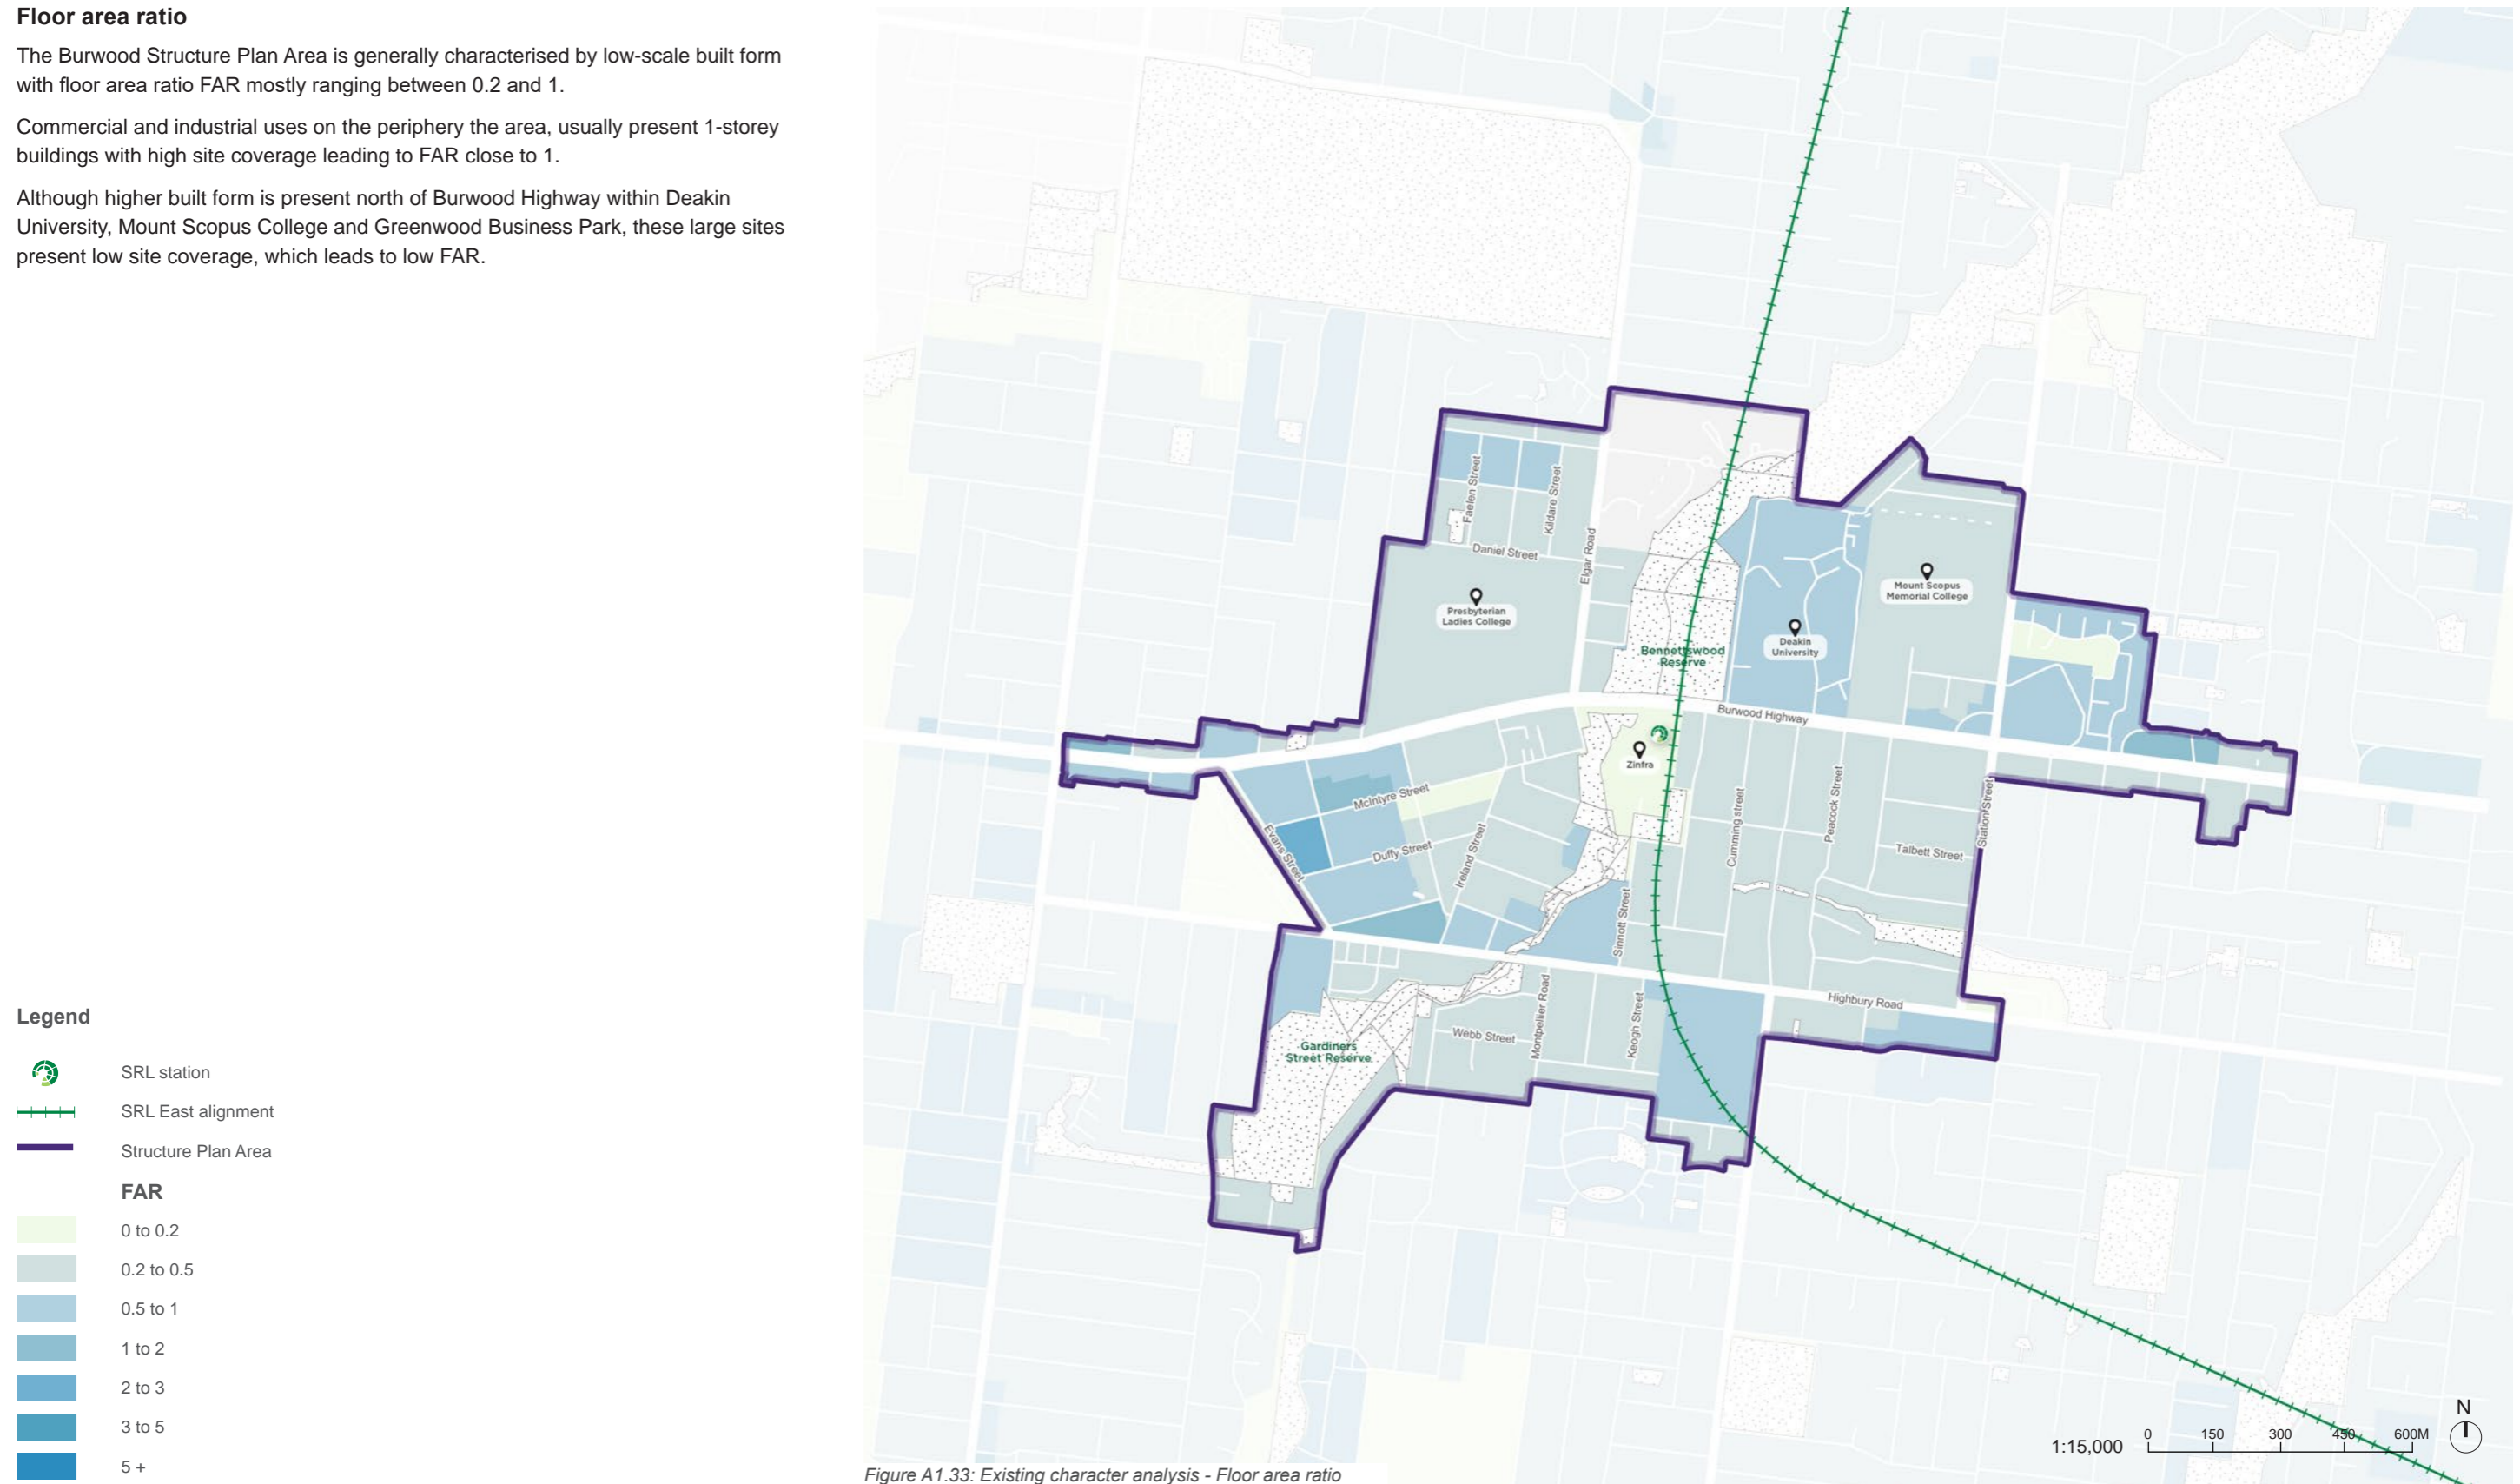 Floor area ratio
The Burwood Structure Plan Area is generally characterised by low-scale built form
with floor area ratio FAR mostly ranging between 0.2 and 1.
Commercial and industrial uses on the periphery the area, usually present 1-storey
buildings with high site coverage leading to FAR close to 1.
Although higher built form is present north of Burwood Highway within Deakin
University, Mount Scopus College and Greenwood Business Park, these large sites
present low site coverage, which leads to low FAR.
Legend
SRL station
SRL East alignment
Structure Plan Area
FAR
0 to 0.2
0.2 to 0.5
0.5 to 1
1 to 2
2 to 3
3 to 5
5 +
Faelen Street
Kildare Street
Daniel Street
Elgar Road
Presbyterian
Ladies College
Mount Scopus
Memorial College
Deakin
University
Bennettswood
Reserve
Burwood Highway
Zinfra
McIntyre Street
Evans Street
Duffy Street
Ireland Street
Cumming street
Peacock Street
Talbett Street
Station Street
Sinnott Street
Highbury Road
Webb Street
Montpellier Road
Keogh Street
Gardiners
Street Reserve
N
1:15,000
0 150 300 450 600M
Figure A1.33: Existing character analysis - Floor area ratio